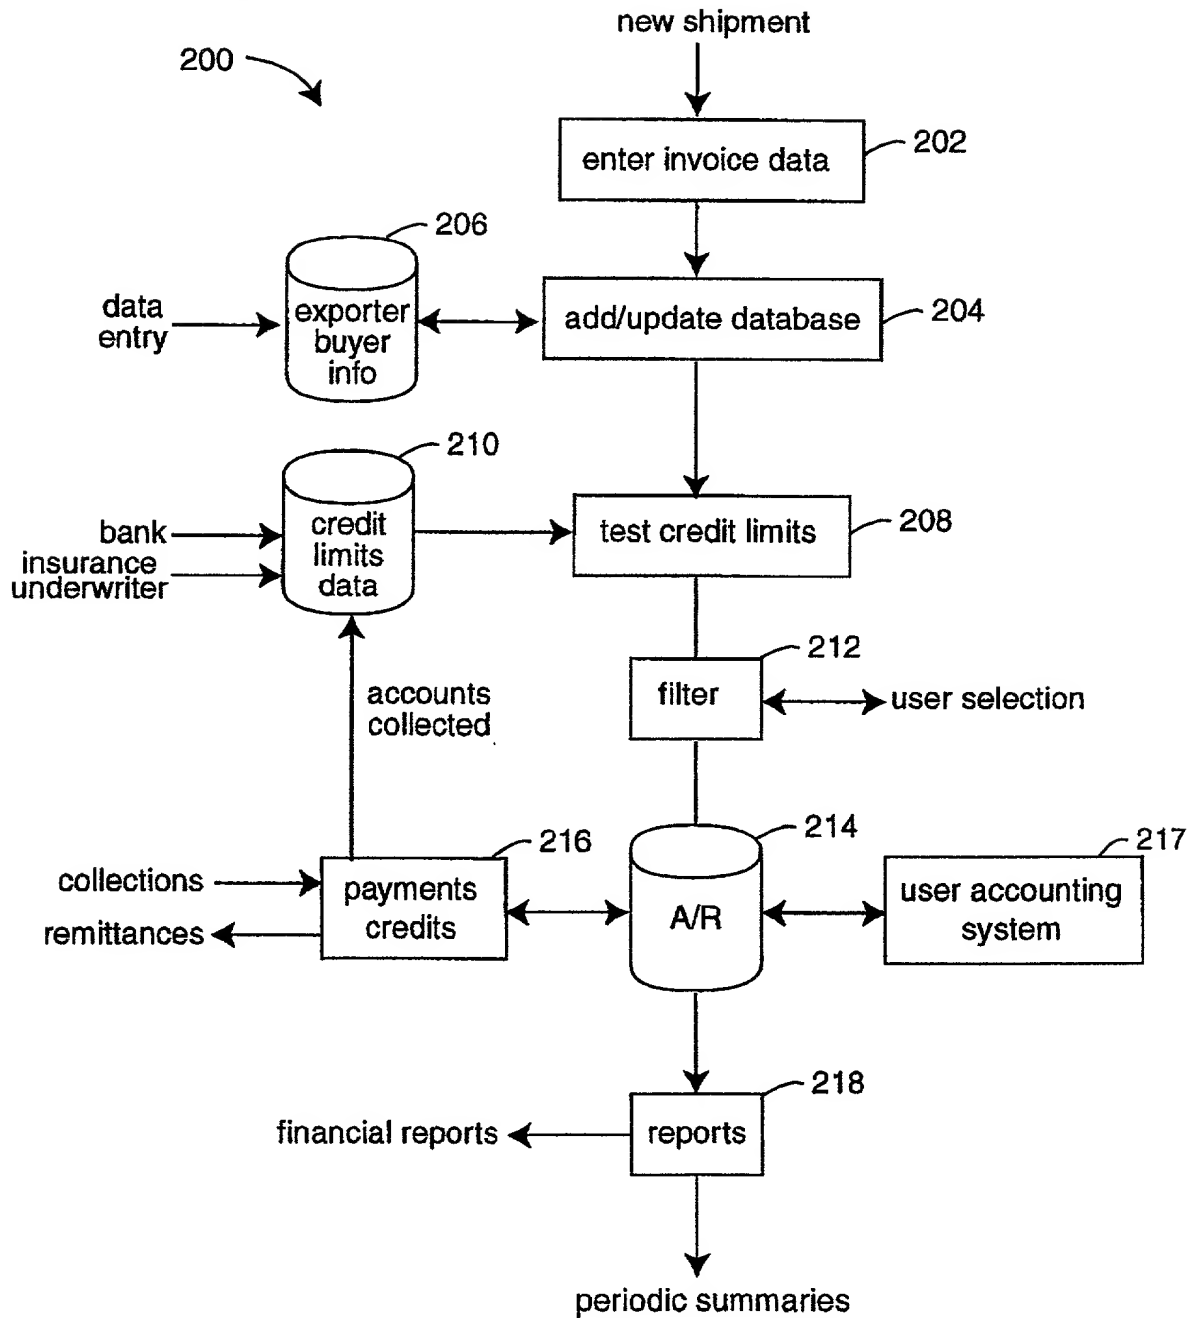 new shipment
200
enter invoice data
202
206
data
entry
exporter
buyer
info
add/update database
204
210
bank
insurance
underwriter
credit
limits
data
test credit limits
208
212
filter
user selection
accounts
collected
214
216
217
collections
remittances
payments
credits
A/R
user accounting
system
218
financial reports
reports
periodic summaries